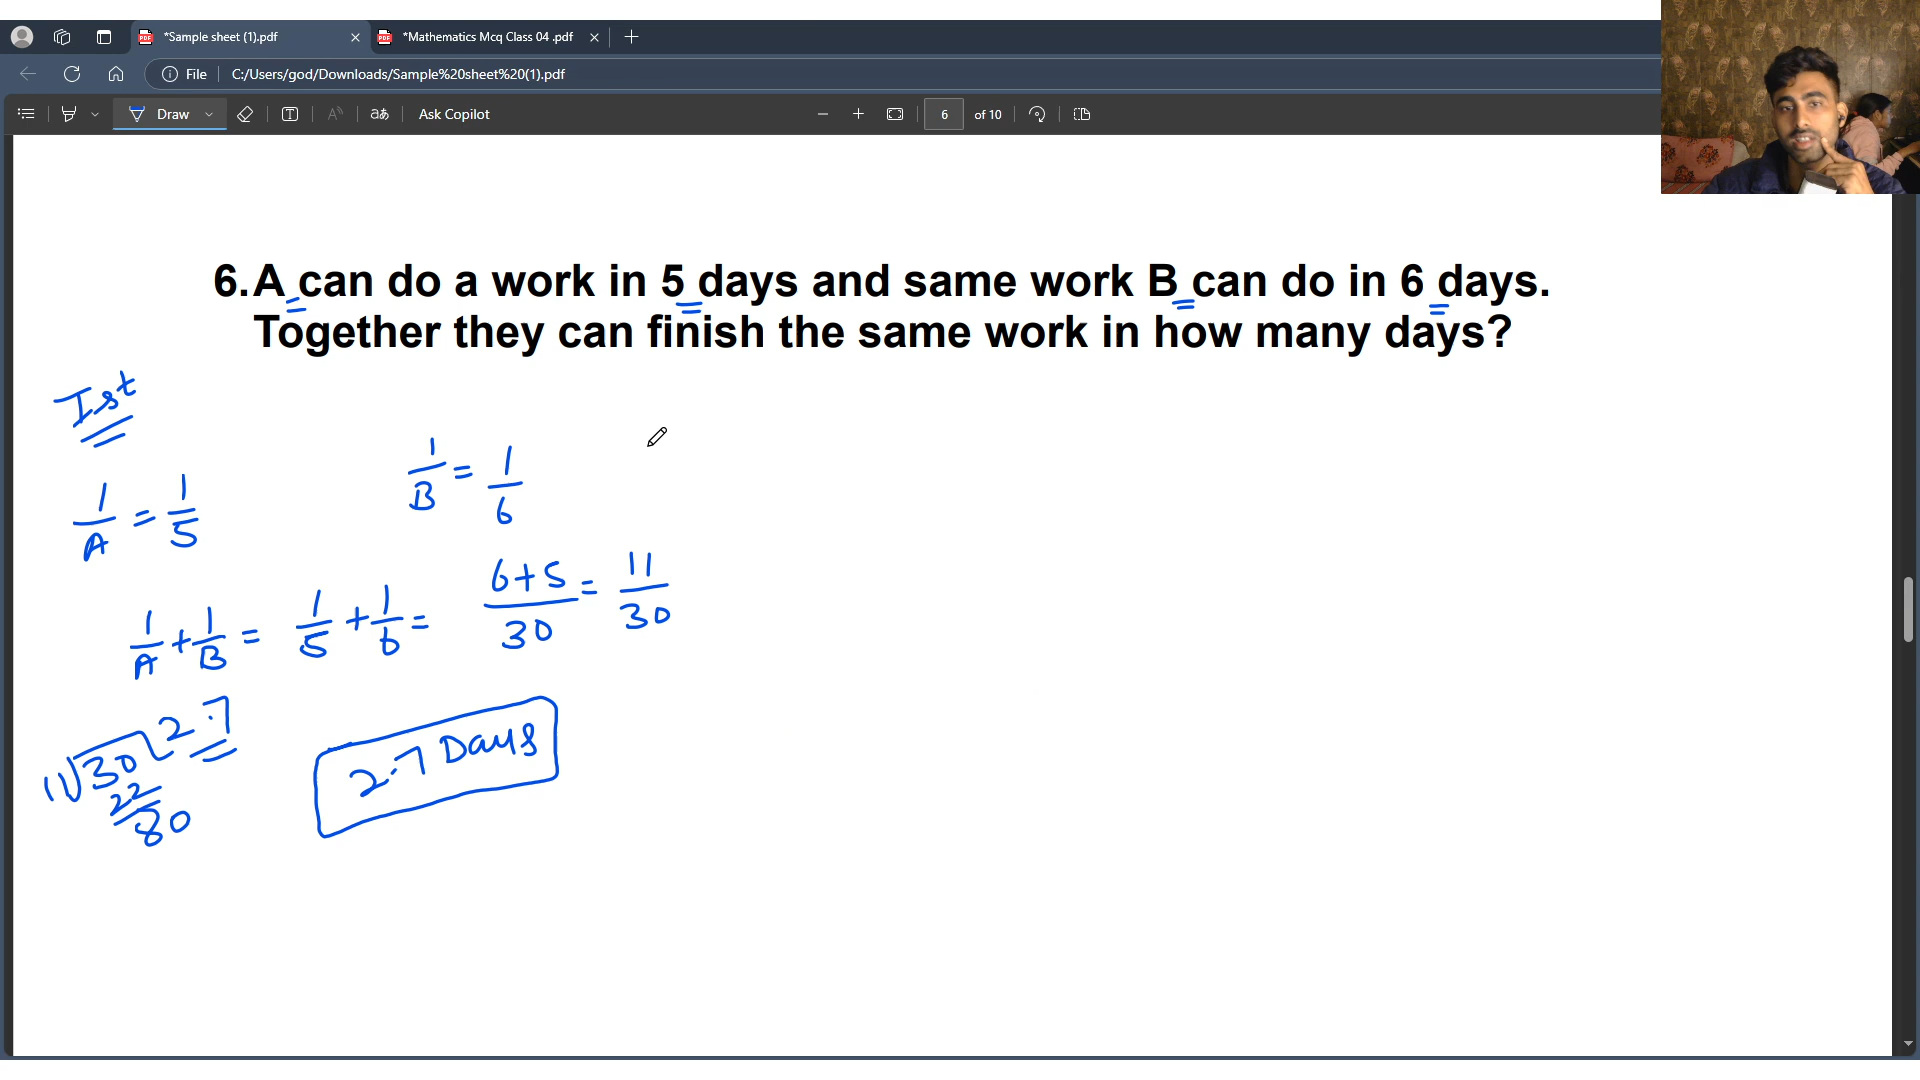 *Sample sheet (1).pdf
*Mathematics Mcq Class 04 .pdf
File C:/Users/god/Downloads/Sample%20sheet%20(1).pdf
Draw aあ Ask Copilot 6 of 10
6.A can do a work in 5 days and same work B can do in 6 days.
Together they can finish the same work in how many days?
Ist
1/A = 1/5
1/B = 1/6
1/A + 1/B = 1/5 + 1/6 = 6+5/30 = 11/30
11√30 2.7
22
80
2.7 Days